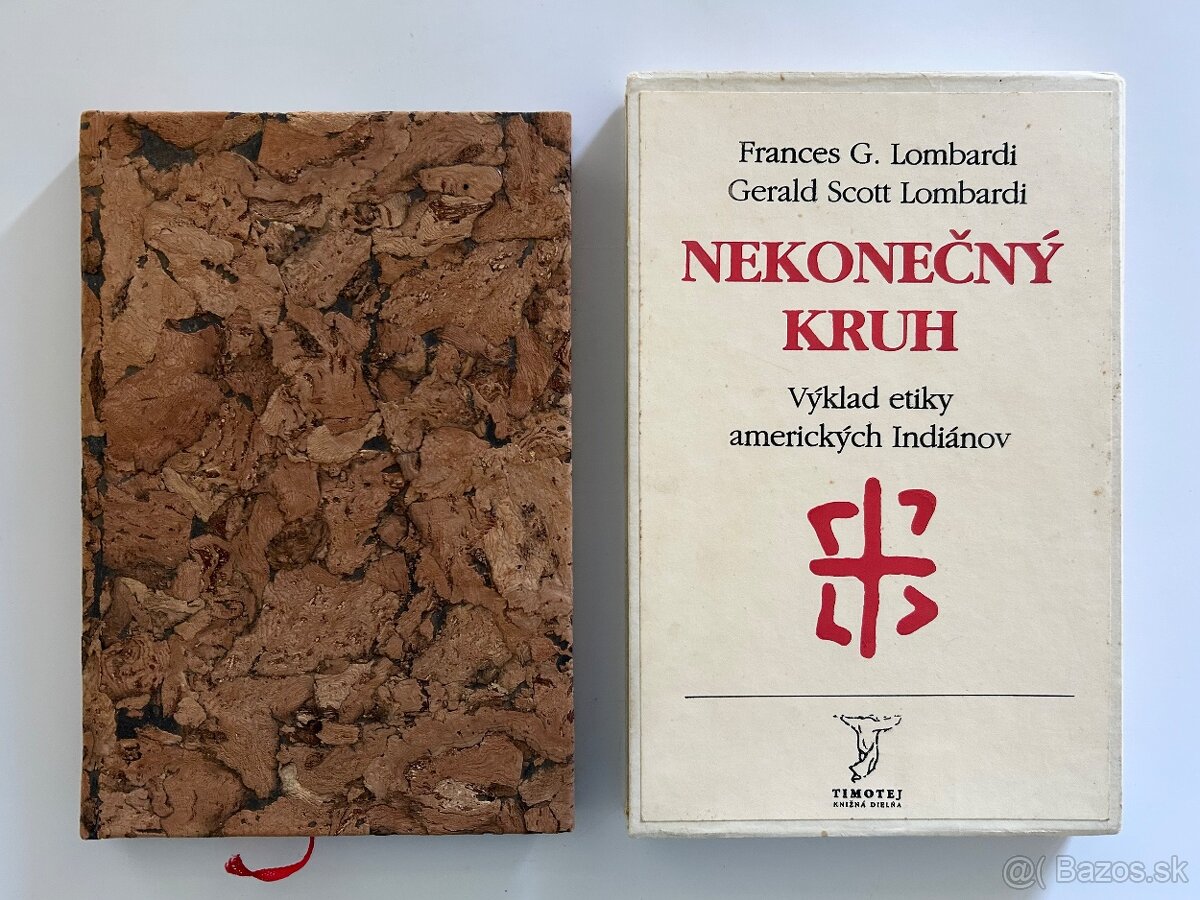 Frances G. Lombardi
Gerald Scott Lombardi
NEKONEČNÝ
KRUH
Výklad etiky
amerických Indiánov
TIMOTEJ
KNIŽNÁ DIELŇA
@( Bazos.sk